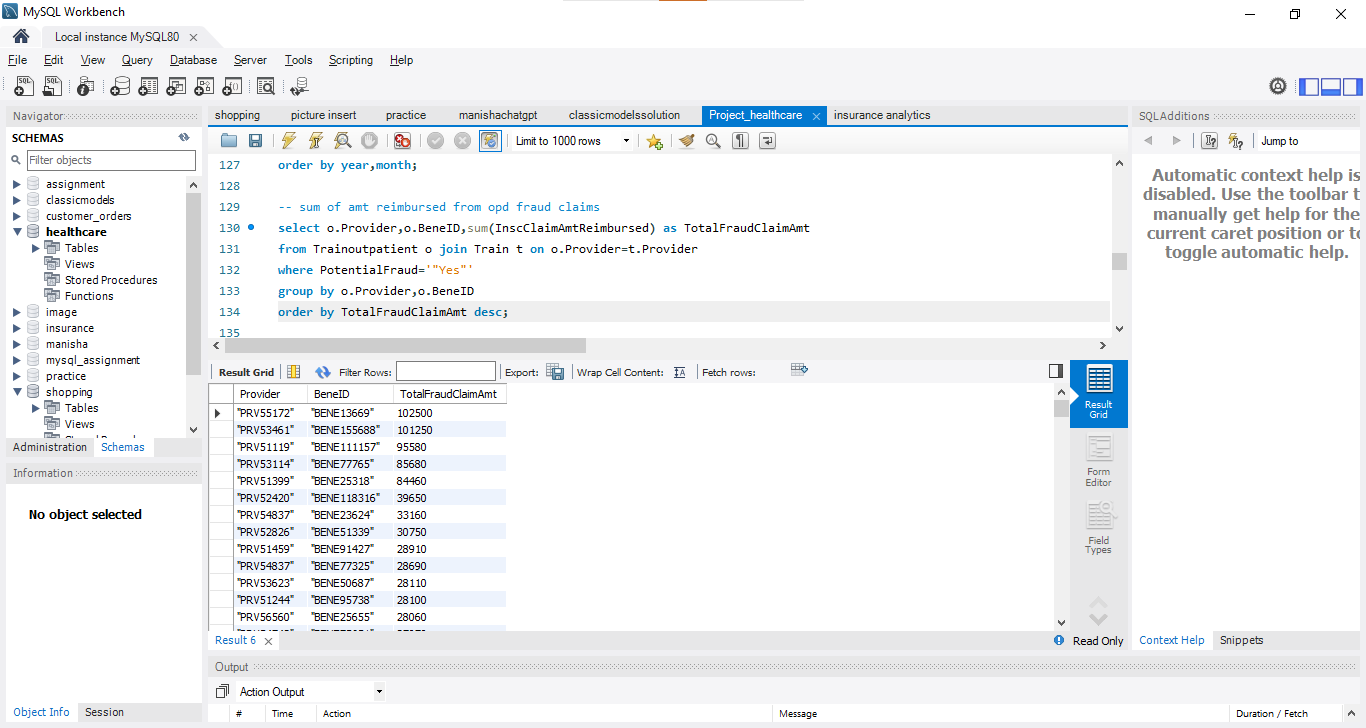 MySQL Workbench
Local instance MySQL80
File Edit View Query Database Server Tools Scripting Help
Navigator
SCHEMAS
Filter objects
assignment
classicmodels
customer_orders
healthcare
Tables
Views
Stored Procedures
Functions
image
insurance
manisha
mysql_assignment
practice
shopping
Tables
Views
Administration Schemas
Information
No object selected
Object Info Session
shopping picture insert practice manishachatgpt classicmodelssolution Project_healthcare insurance analytics
Limit to 1000 rows
127 order by year,month;
128
129 -- sum of amt reimbursed from opd fraud claims
130 select o.Provider,o.BeneID,sum(InscClaimAmtReimbursed) as TotalFraudClaimAmt
131 from Trainoutpatient o join Train t on o.Provider=t.Provider
132 where PotentialFraud='"Yes"'
133 group by o.Provider,o.BeneID
134 order by TotalFraudClaimAmt desc;
135
Result Grid Filter Rows: Export: Wrap Cell Content: Fetch rows:
Provider BeneID TotalFraudClaimAmt
"PRV55172" "BENE13669" 102500
"PRV53461" "BENE155688" 101250
"PRV51119" "BENE111157" 95580
"PRV53114" "BENE77765" 85680
"PRV51399" "BENE25318" 84460
"PRV52420" "BENE118316" 39650
"PRV54837" "BENE23624" 33160
"PRV52826" "BENE51339" 30750
"PRV51459" "BENE91427" 28910
"PRV54837" "BENE77325" 28690
"PRV53623" "BENE50687" 28110
"PRV51244" "BENE95738" 28100
"PRV56560" "BENE25655" 28060
Result Grid
Form Editor
Field Types
Result 6
Read Only
Output
Action Output
# Time Action Message Duration / Fetch
SQLAdditions
Jump to
Automatic context help is
disabled. Use the toolbar t
manually get help for the
current caret position or to
toggle automatic help.
Context Help Snippets